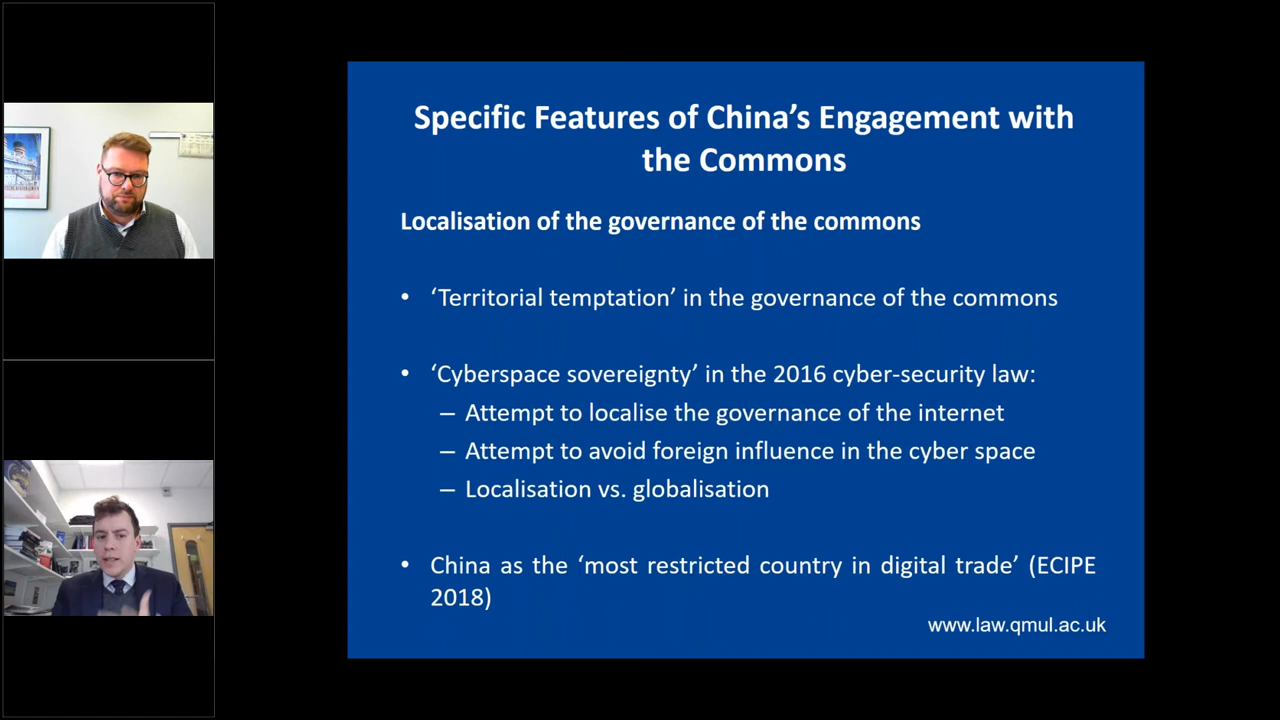 Specific Features of China’s Engagement with
the Commons
Localisation of the governance of the commons
• ‘Territorial temptation’ in the governance of the commons
• ‘Cyberspace sovereignty’ in the 2016 cyber-security law:
– Attempt to localise the governance of the internet
– Attempt to avoid foreign influence in the cyber space
– Localisation vs. globalisation
• China as the ‘most restricted country in digital trade’ (ECIPE
2018)
www.law.qmul.ac.uk